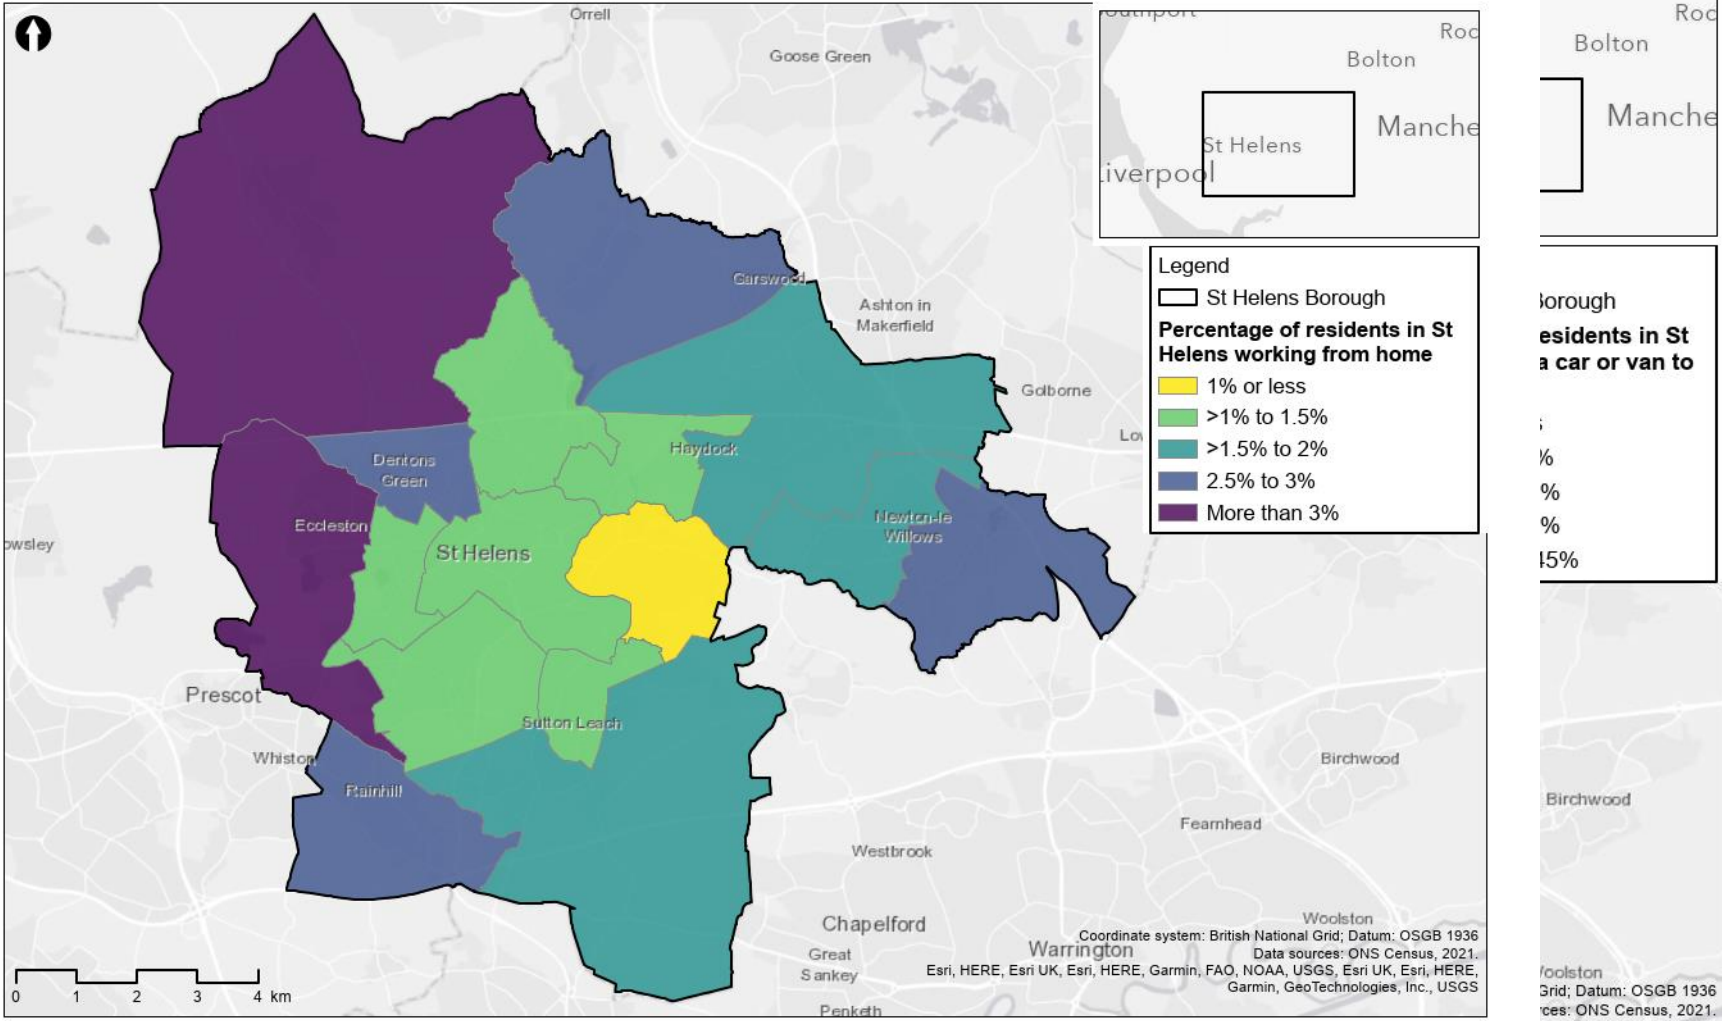 Orrell
Goose Green
Garswood
Ashton in
Makerfield
Golborne
Haydock
Dentons
Green
Eccleston
St Helens
Newton-le
Willows
Prescot
Whiston
Sutton Leach
Rainhill
Birchwood
Fearnhead
Westbrook
Chapelford
Woolston
Warrington
Great
Sankey
Penketh
0 1 2 3 4 km
Bolton
Manche
St Helens
Liverpool
Legend
St Helens Borough
Percentage of residents in St
Helens working from home
1% or less
>1% to 1.5%
>1.5% to 2%
2.5% to 3%
More than 3%
Coordinate system: British National Grid; Datum: OSGB 1936
Data sources: ONS Census, 2021.
Esri, HERE, Esri UK, Esri, HERE, Garmin, FAO, NOAA, USGS, Esri UK, Esri, HERE,
Garmin, GeoTechnologies, Inc., USGS
Roc
Roc
Bolton
Manche
Borough
esidents in St
a car or van to
%
%
%
45%
Birchwood
oolston
Grid; Datum: OSGB 1936
rces: ONS Census, 2021.